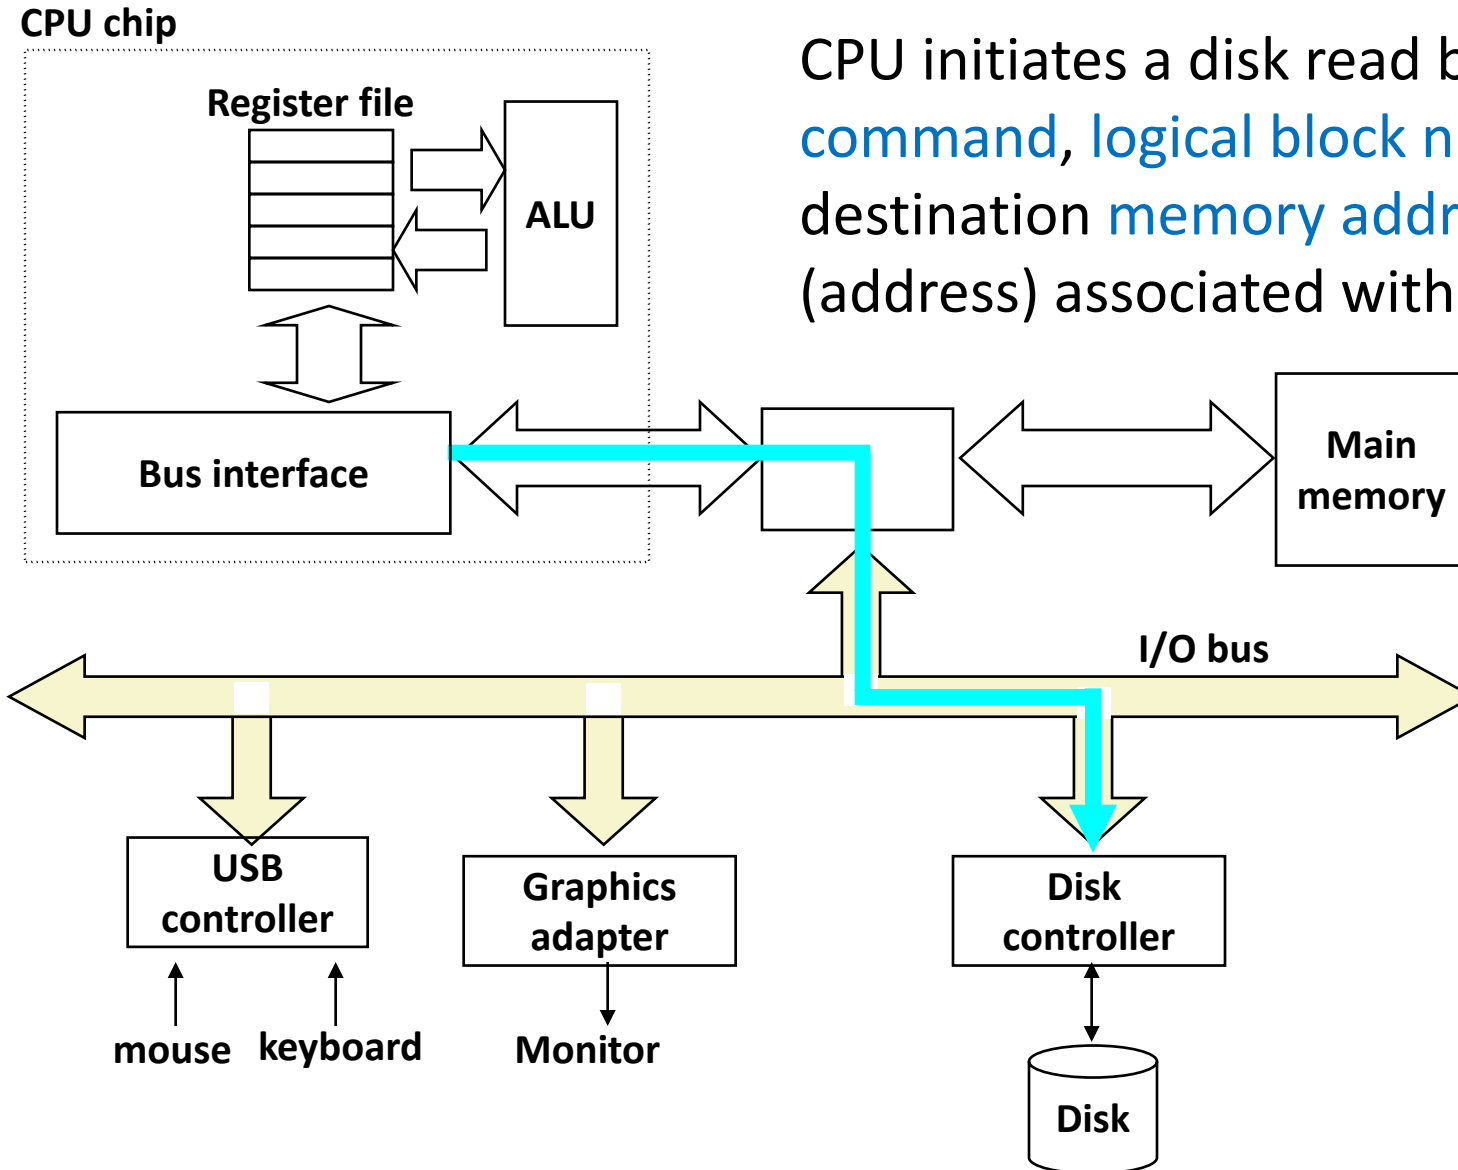 CPU chip
CPU initiates a disk read b
command, logical block n
destination memory addr
(address) associated with
Register file
ALU
Bus interface
Main
memory
I/O bus
USB
controller
Graphics
adapter
Disk
controller
mouse
keyboard
Monitor
Disk